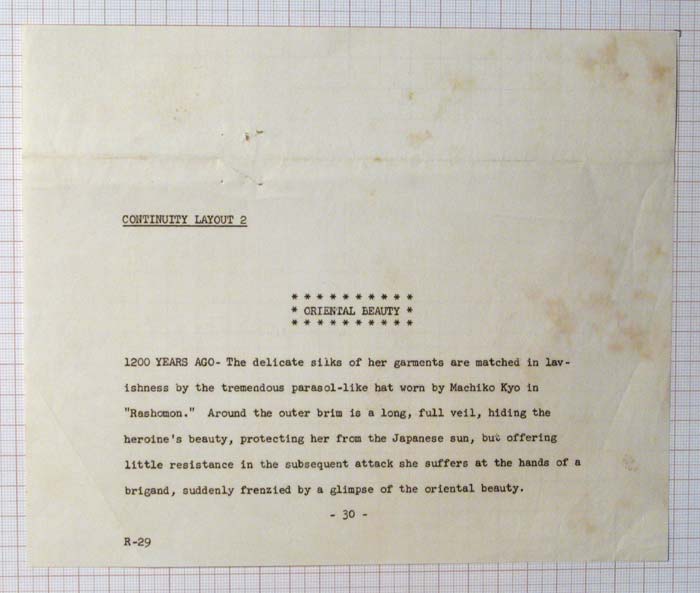 CONTINUITY LAYOUT 2
* * * * * * * * * *
* ORIENTAL BEAUTY *
* * * * * * * * * *
1200 YEARS AGO- The delicate silks of her garments are matched in lav-
ishness by the tremendous parasol-like hat worn by Machiko Kyo in
"Rashomon." Around the outer brim is a long, full veil, hiding the
heroine's beauty, protecting her from the Japanese sun, but offering
little resistance in the subsequent attack she suffers at the hands of a
brigand, suddenly frenzied by a glimpse of the oriental beauty.
- 30 -
R-29